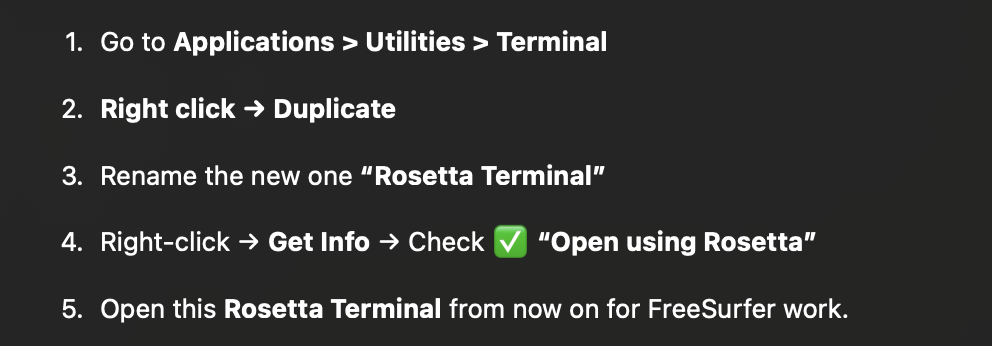 1. Go to Applications > Utilities > Terminal
2. Right click → Duplicate
3. Rename the new one “Rosetta Terminal”
4. Right-click → Get Info → Check ✅ “Open using Rosetta”
5. Open this Rosetta Terminal from now on for FreeSurfer work.